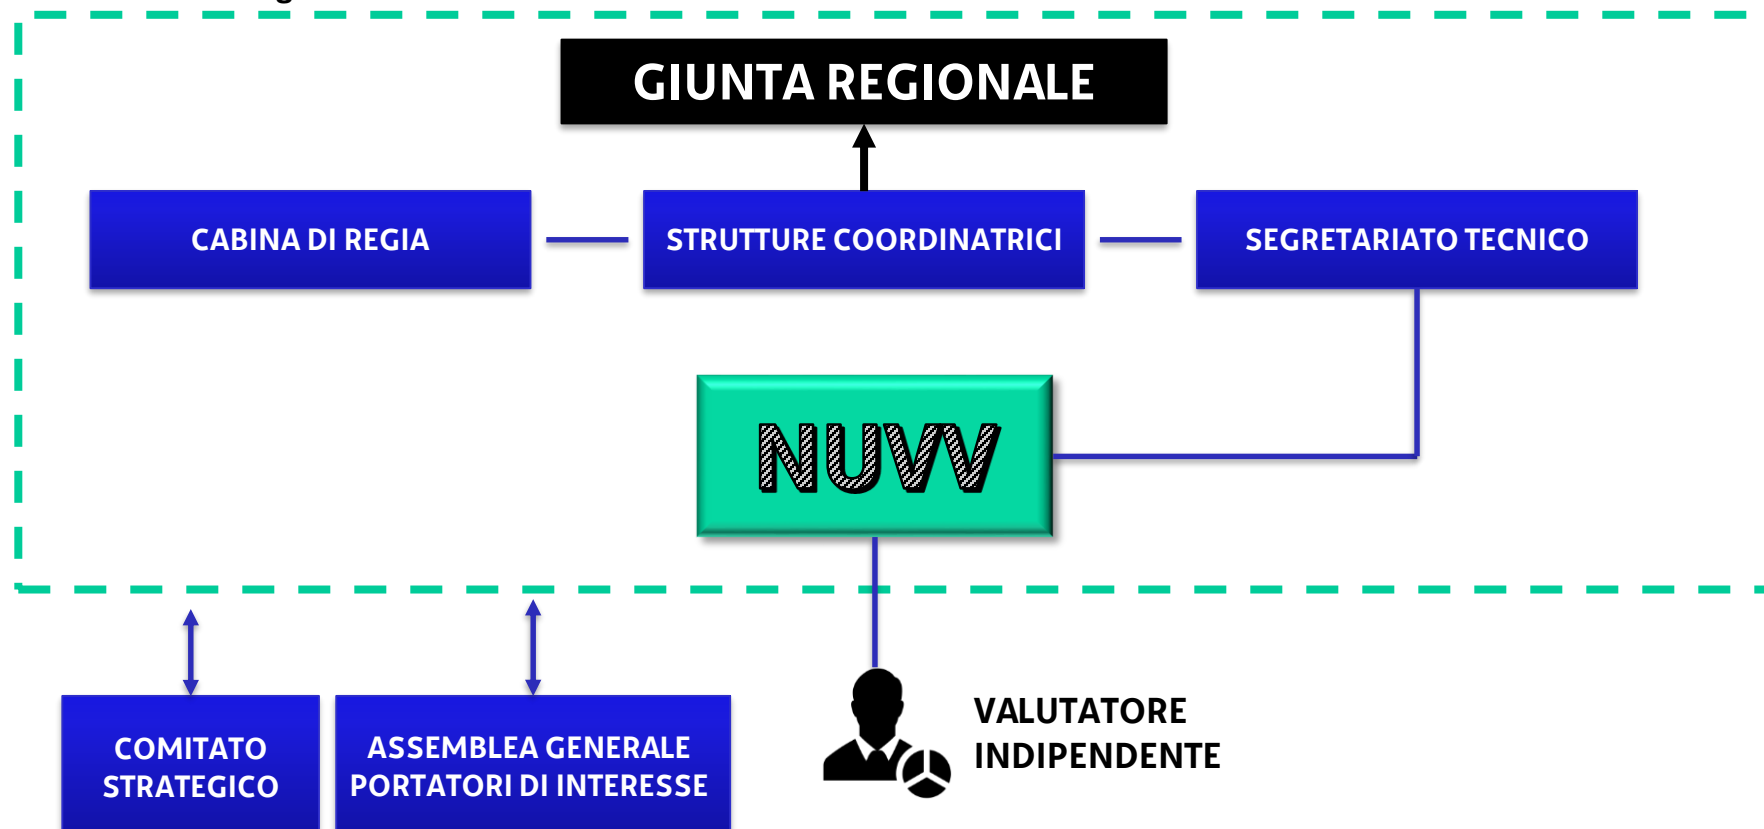 GIUNTA REGIONALE
CABINA DI REGIA
STRUTTURE COORDINATRICI
SEGRETARIATO TECNICO
NUVV
COMITATO
STRATEGICO
ASSEMBLEA GENERALE
PORTATORI DI INTERESSE
VALUTATORE
INDIPENDENTE